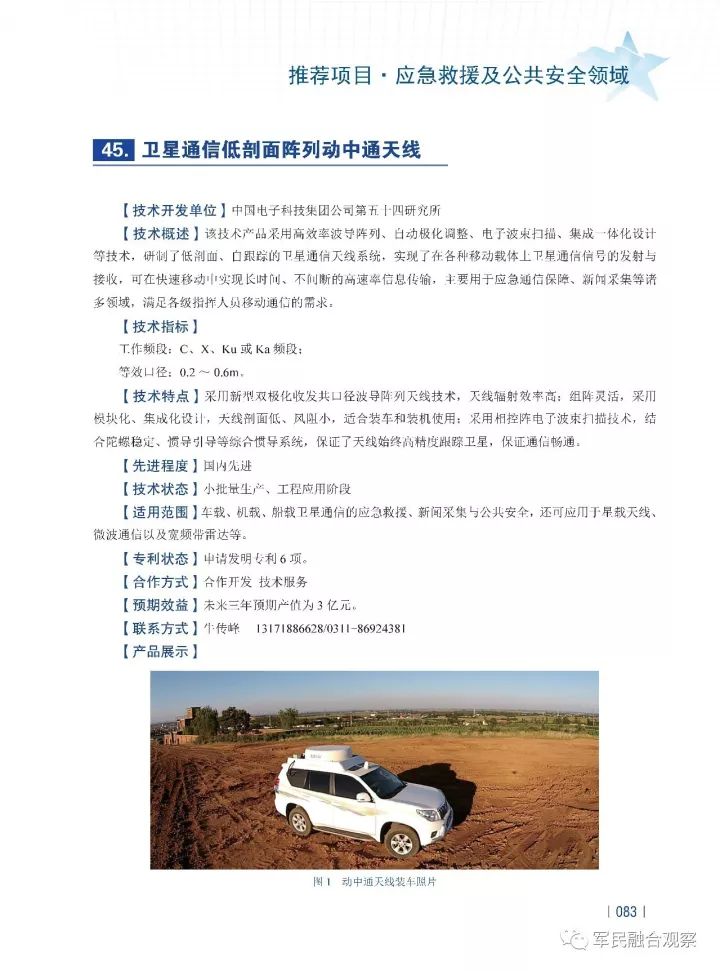 推荐项目·应急救援及公共安全领域
45. 卫星通信低剖面阵列动中通天线
【技术开发单位】中国电子科技集团公司第五十四研究所
【技术概述】该技术产品采用高效率波导阵列、自动极化调整、电子波束扫描、集成一体化设计
等技术，研制了低剖面、自跟踪的卫星通信天线系统，实现了在各种移动载体上卫星通信信号的发射与
接收，可在快速移动中实现长时间、不间断的高速率信息传输，主要用于应急通信保障、新闻采集等诸
多领域，满足各级指挥人员移动通信的需求。
【技术指标】
工作频段：C、X、Ku 或 Ka 频段；
等效口径：0.2 ～ 0.6m。
【技术特点】采用新型双极化收发共口径波导阵列天线技术，天线辐射效率高；组阵灵活，采用
模块化、集成化设计，天线剖面低、风阻小，适合装车和装机使用；采用相控阵电子波束扫描技术，结
合陀螺稳定、惯导引导等综合惯导系统，保证了天线始终高精度跟踪卫星，保证通信畅通。
【先进程度】国内先进
【技术状态】小批量生产、工程应用阶段
【适用范围】车载、机载、船载卫星通信的应急救援、新闻采集与公共安全，还可应用于星载天线、
微波通信以及宽频带雷达等。
【专利状态】申请发明专利 6 项。
【合作方式】合作开发 技术服务
【预期效益】未来三年预期产值为 3 亿元。
【联系方式】牛传峰 13171886628/0311-86924381
【产品展示】
图 1 动中通天线装车照片
083
军民融合观察